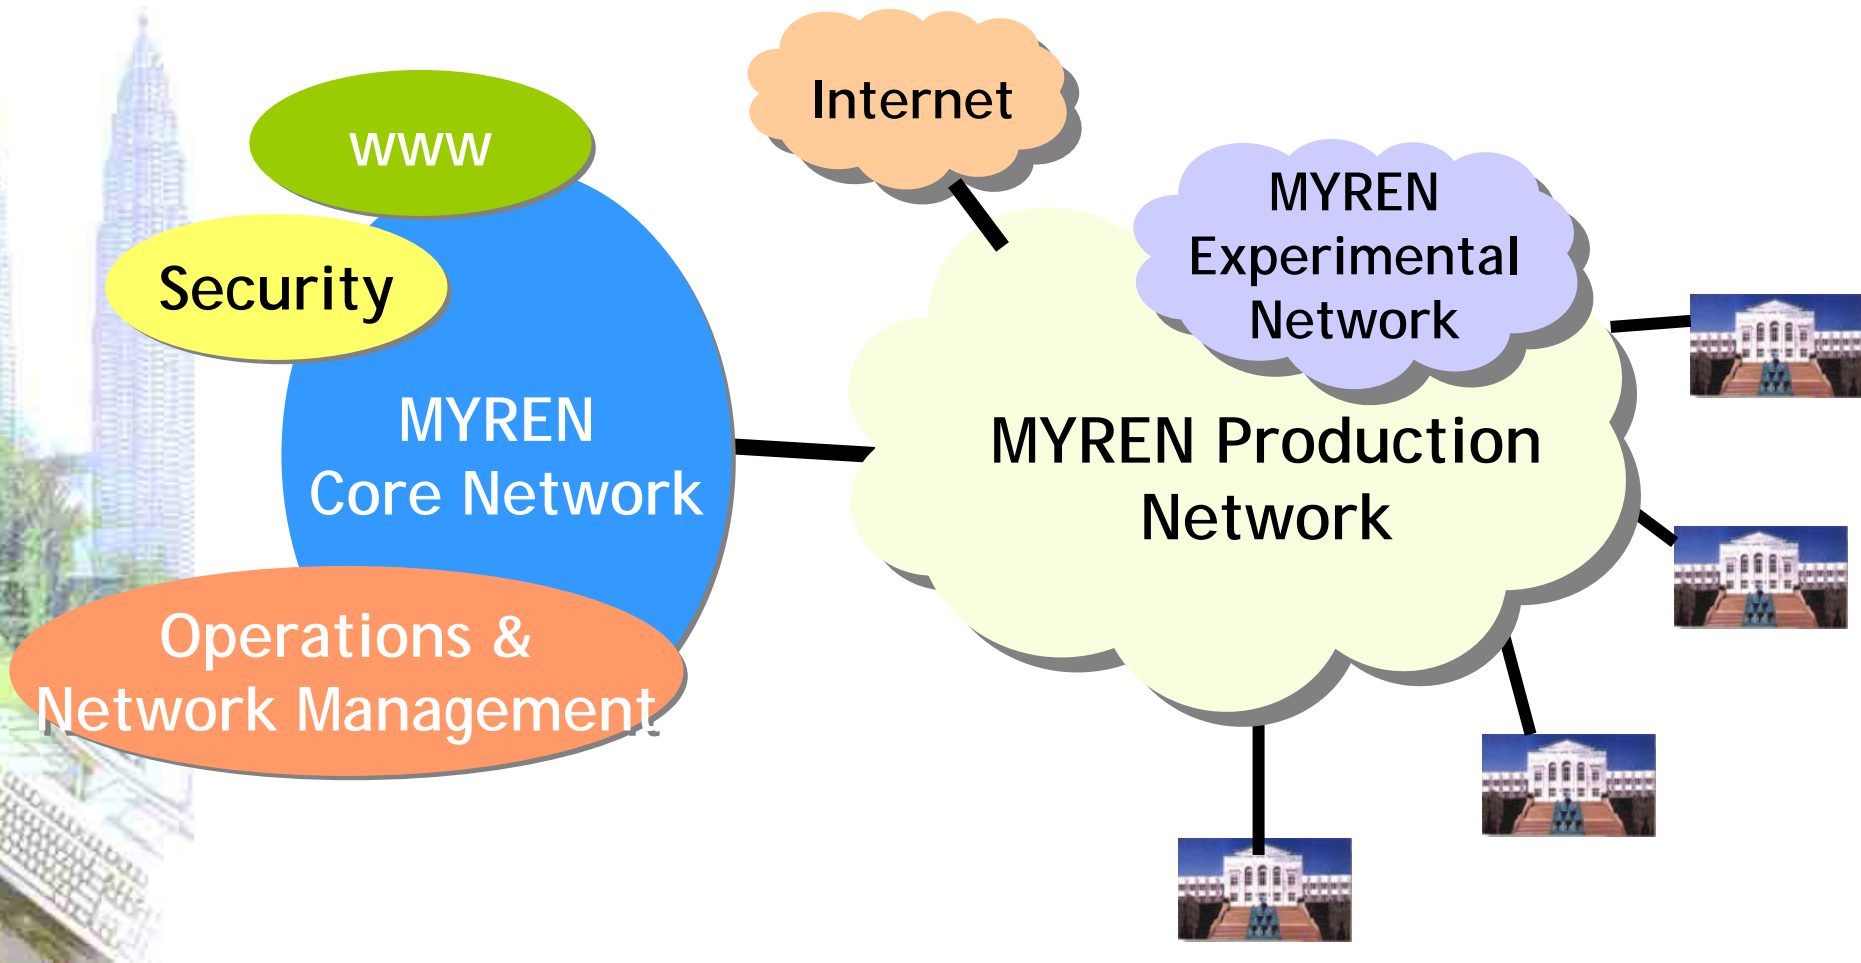 www
Security
MYREN
Core Network
Operations &
Network Management
Internet
MYREN
Experimental
Network
MYREN Production
Network